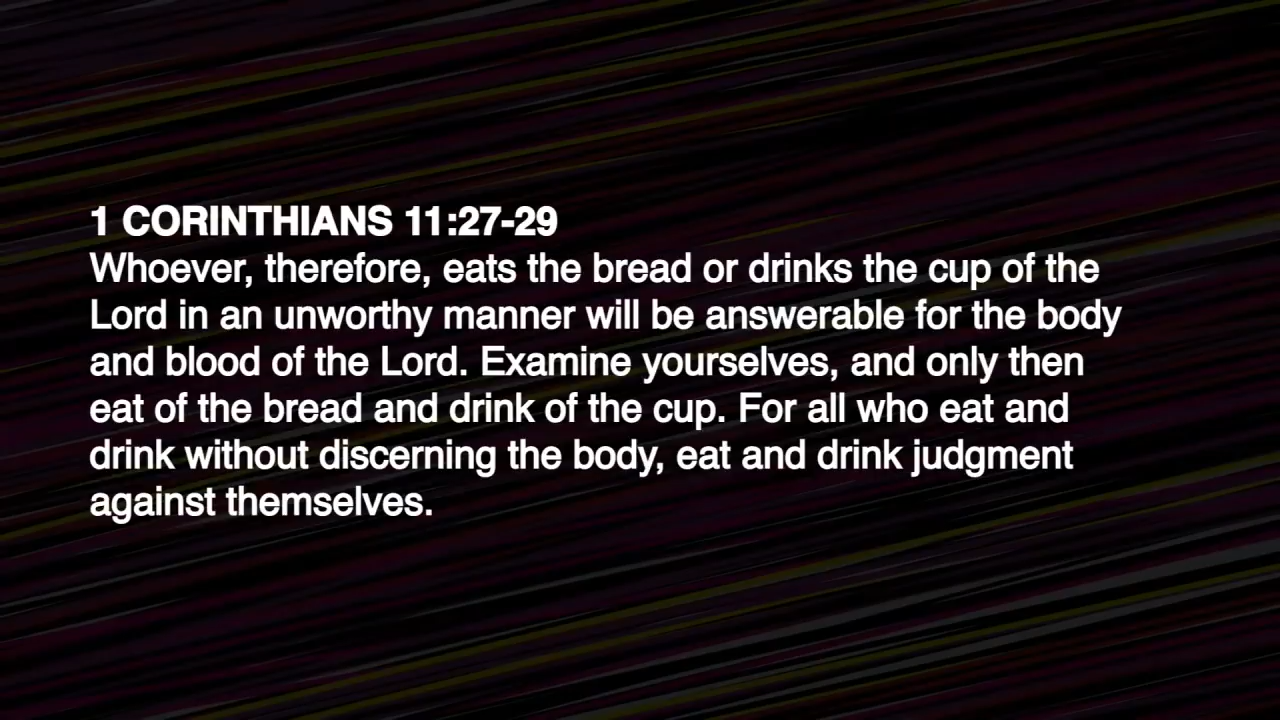 1 CORINTHIANS 11:27-29
Whoever, therefore, eats the bread or drinks the cup of the
Lord in an unworthy manner will be answerable for the body
and blood of the Lord. Examine yourselves, and only then
eat of the bread and drink of the cup. For all who eat and
drink without discerning the body, eat and drink judgment
against themselves.